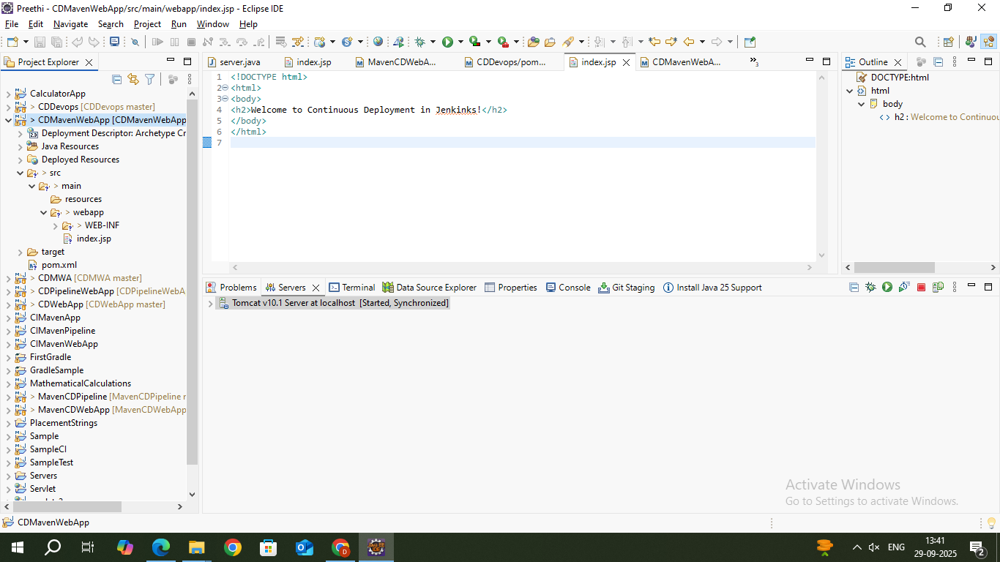 Preethi - CDMavenWebApp/src/main/webapp/index.jsp - Eclipse IDE
File Edit Navigate Search Project Run Window Help
Project Explorer
CalculatorApp
> CDDevops [CDDevops master]
> CDMavenWebApp [CDMavenWebApp
Deployment Descriptor: Archetype Cr
Java Resources
Deployed Resources
> src
> main
resources
> webapp
> WEB-INF
index.jsp
target
pom.xml
> CDMWA [CDMWA master]
> CDPipelineWebApp [CDPipelineWebA
> CDWebApp [CDWebApp master]
CIMavenApp
CIMavenPipeline
CIMavenWebApp
FirstGradle
GradleSample
MathematicalCalculations
> MavenCDPipeline [MavenCDPipeline r
> MavenCDWebApp [MavenCDWebApp
PlacementStrings
Sample
SampleCI
SampleTest
Servers
Servlet
server.java index.jsp MavenCDWebA... CDDevops/pom... index.jsp CDMavenWebA... »3
1 <!DOCTYPE html>
2 <html>
3 <body>
4 <h2>Welcome to Continuous Deployment in Jenkinks!</h2>
5 </body>
6 </html>
7
Outline
DOCTYPE:html
html
body
<> h2 : Welcome to Continuou
Problems Servers Terminal Data Source Explorer Properties Console Git Staging Install Java 25 Support
Tomcat v10.1 Server at localhost [Started, Synchronized]
Activate Windows
Go to Settings to activate Windows.
CDMavenWebApp
ENG
13:41
29-09-2025
2